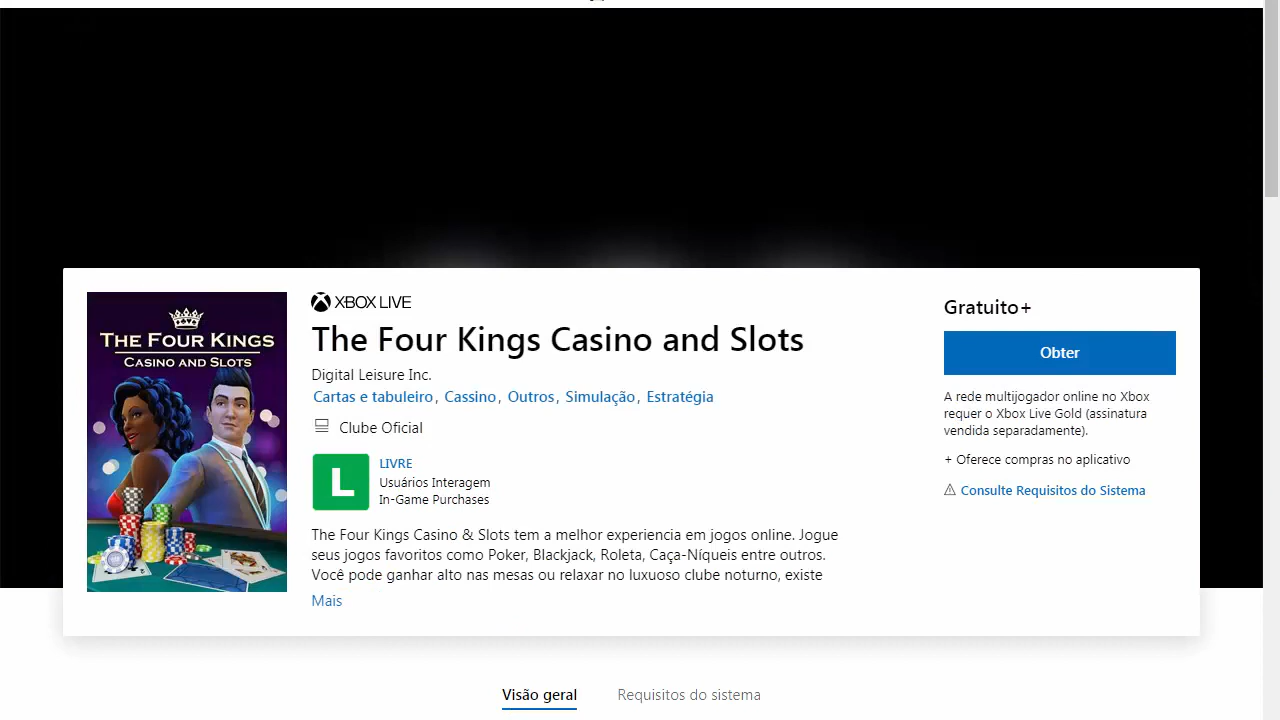 THE FOUR KINGS
CASINO AND SLOTS
XBOX LIVE
The Four Kings Casino and Slots
Digital Leisure Inc.
Cartas e tabuleiro, Cassino, Outros, Simulação, Estratégia
Clube Oficial
L
LIVRE
Usuários Interagem
In-Game Purchases
The Four Kings Casino & Slots tem a melhor experiencia em jogos online. Jogue
seus jogos favoritos como Poker, Blackjack, Roleta, Caça-Níqueis entre outros.
Você pode ganhar alto nas mesas ou relaxar no luxuoso clube noturno, existe
Mais
Gratuito+
Obter
A rede multijogador online no Xbox
requer o Xbox Live Gold (assinatura
vendida separadamente).
+ Oferece compras no aplicativo
Consulte Requisitos do Sistema
Visão geral
Requisitos do sistema